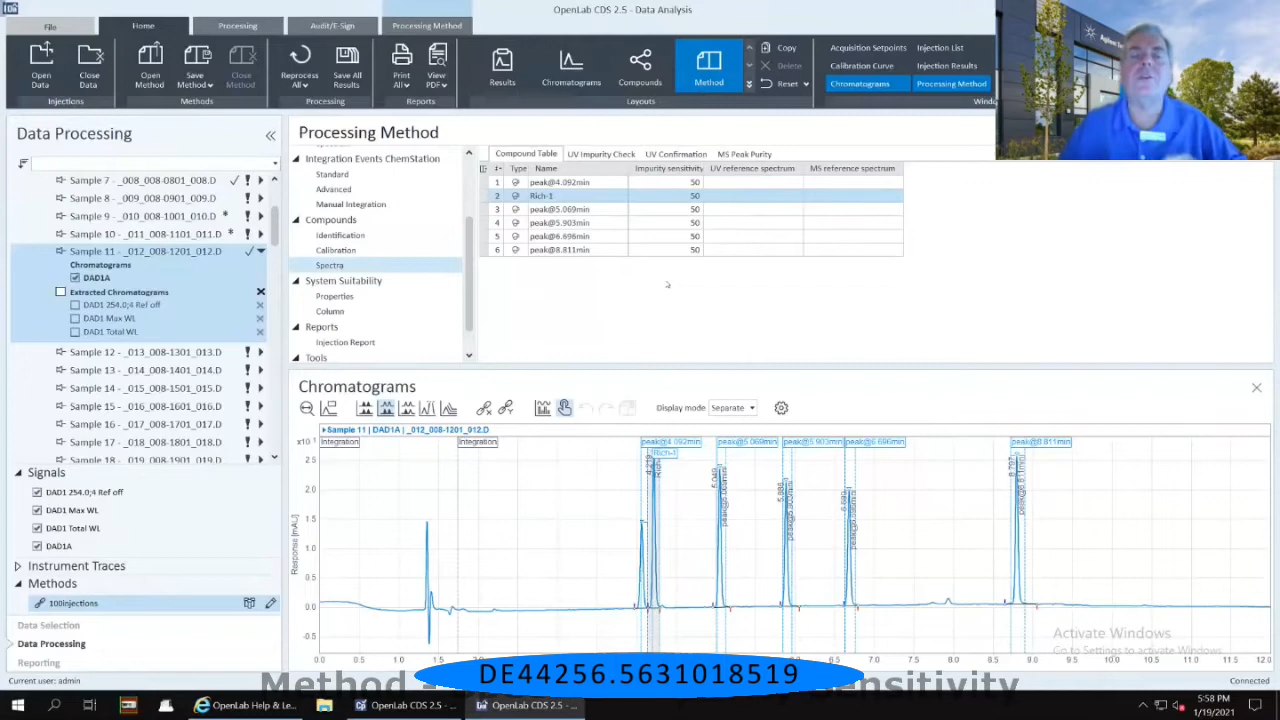 OpenLab CDS 2.5 - Data Analysis
File Home Processing Audit/E-Sign Processing Method
Open Data
Close Data
Open Method
Save Method
Close Method
Reprocess All
Save All Results
Print All
View PDF
Results
Chromatograms
Compounds
Method
Copy
Delete
Reset
Acquisition Setpoints Injection List
Calibration Curve Injection Results
Chromatograms Processing Method
Injections Methods Processing Reports Layouts
Data Processing
Sample 7 - _008_008-0801_008.D
Sample 8 - _009_008-0901_009.D
Sample 9 - _010_008-1001_010.D *
Sample 10 - _011_008-1101_011.D *
Sample 11 - _012_008-1201_012.D
Chromatograms
DAD1A
Extracted Chromatograms
DAD1 254.0;4 Ref off
DAD1 Max WL
DAD1 Total WL
Sample 12 - _013_008-1301_013.D
Sample 13 - _014_008-1401_014.D
Sample 14 - _015_008-1501_015.D
Sample 15 - _016_008-1601_016.D
Sample 16 - _017_008-1701_017.D
Sample 17 - _018_008-1801_018.D
Sample 18 - _019_008-1901_019.D
Signals
DAD1 254.0;4 Ref off
DAD1 Max WL
DAD1 Total WL
DAD1A
Instrument Traces
Methods
100injections
Data Selection
Data Processing
Reporting
Current user: admin
Processing Method
Integration Events ChemStation
Standard
Advanced
Manual Integration
Compounds
Identification
Calibration
Spectra
System Suitability
Properties
Column
Reports
Injection Report
Tools
Compound Table UV Impurity Check UV Confirmation MS Peak Purity
Type Name Impurity sensitivity UV reference spectrum MS reference spectrum
1 peak@4.092min 50
2 Rich-1 50
3 peak@5.069min 50
4 peak@5.903min 50
5 peak@6.696min 50
6 peak@8.811min 50
Chromatograms
Display mode Separate
Sample 11 | DAD1A | _012_008-1201_012.D
x10 1
Integration Integration peak@4.092min peak@5.069min peak@5.903min peak@6.696min peak@8.811min
Rich-1
2.5
2.0
1.5
1.0
0.5
0.0
-0.5
Response [mAU]
0.0 0.5 1.0 1.5 6.5 7.0 7.5 8.0 8.5 9.0 9.5 10.0 10.5 11.0 11.5 12.0
Activate Windows
Go to Settings to activate Windows.
Connected
DE44256.5631018519
Method
OpenLab Help & Le...
OpenLab CDS 2.5 - ...
OpenLab CDS 2.5 - ...
5:58 PM
1/19/2021